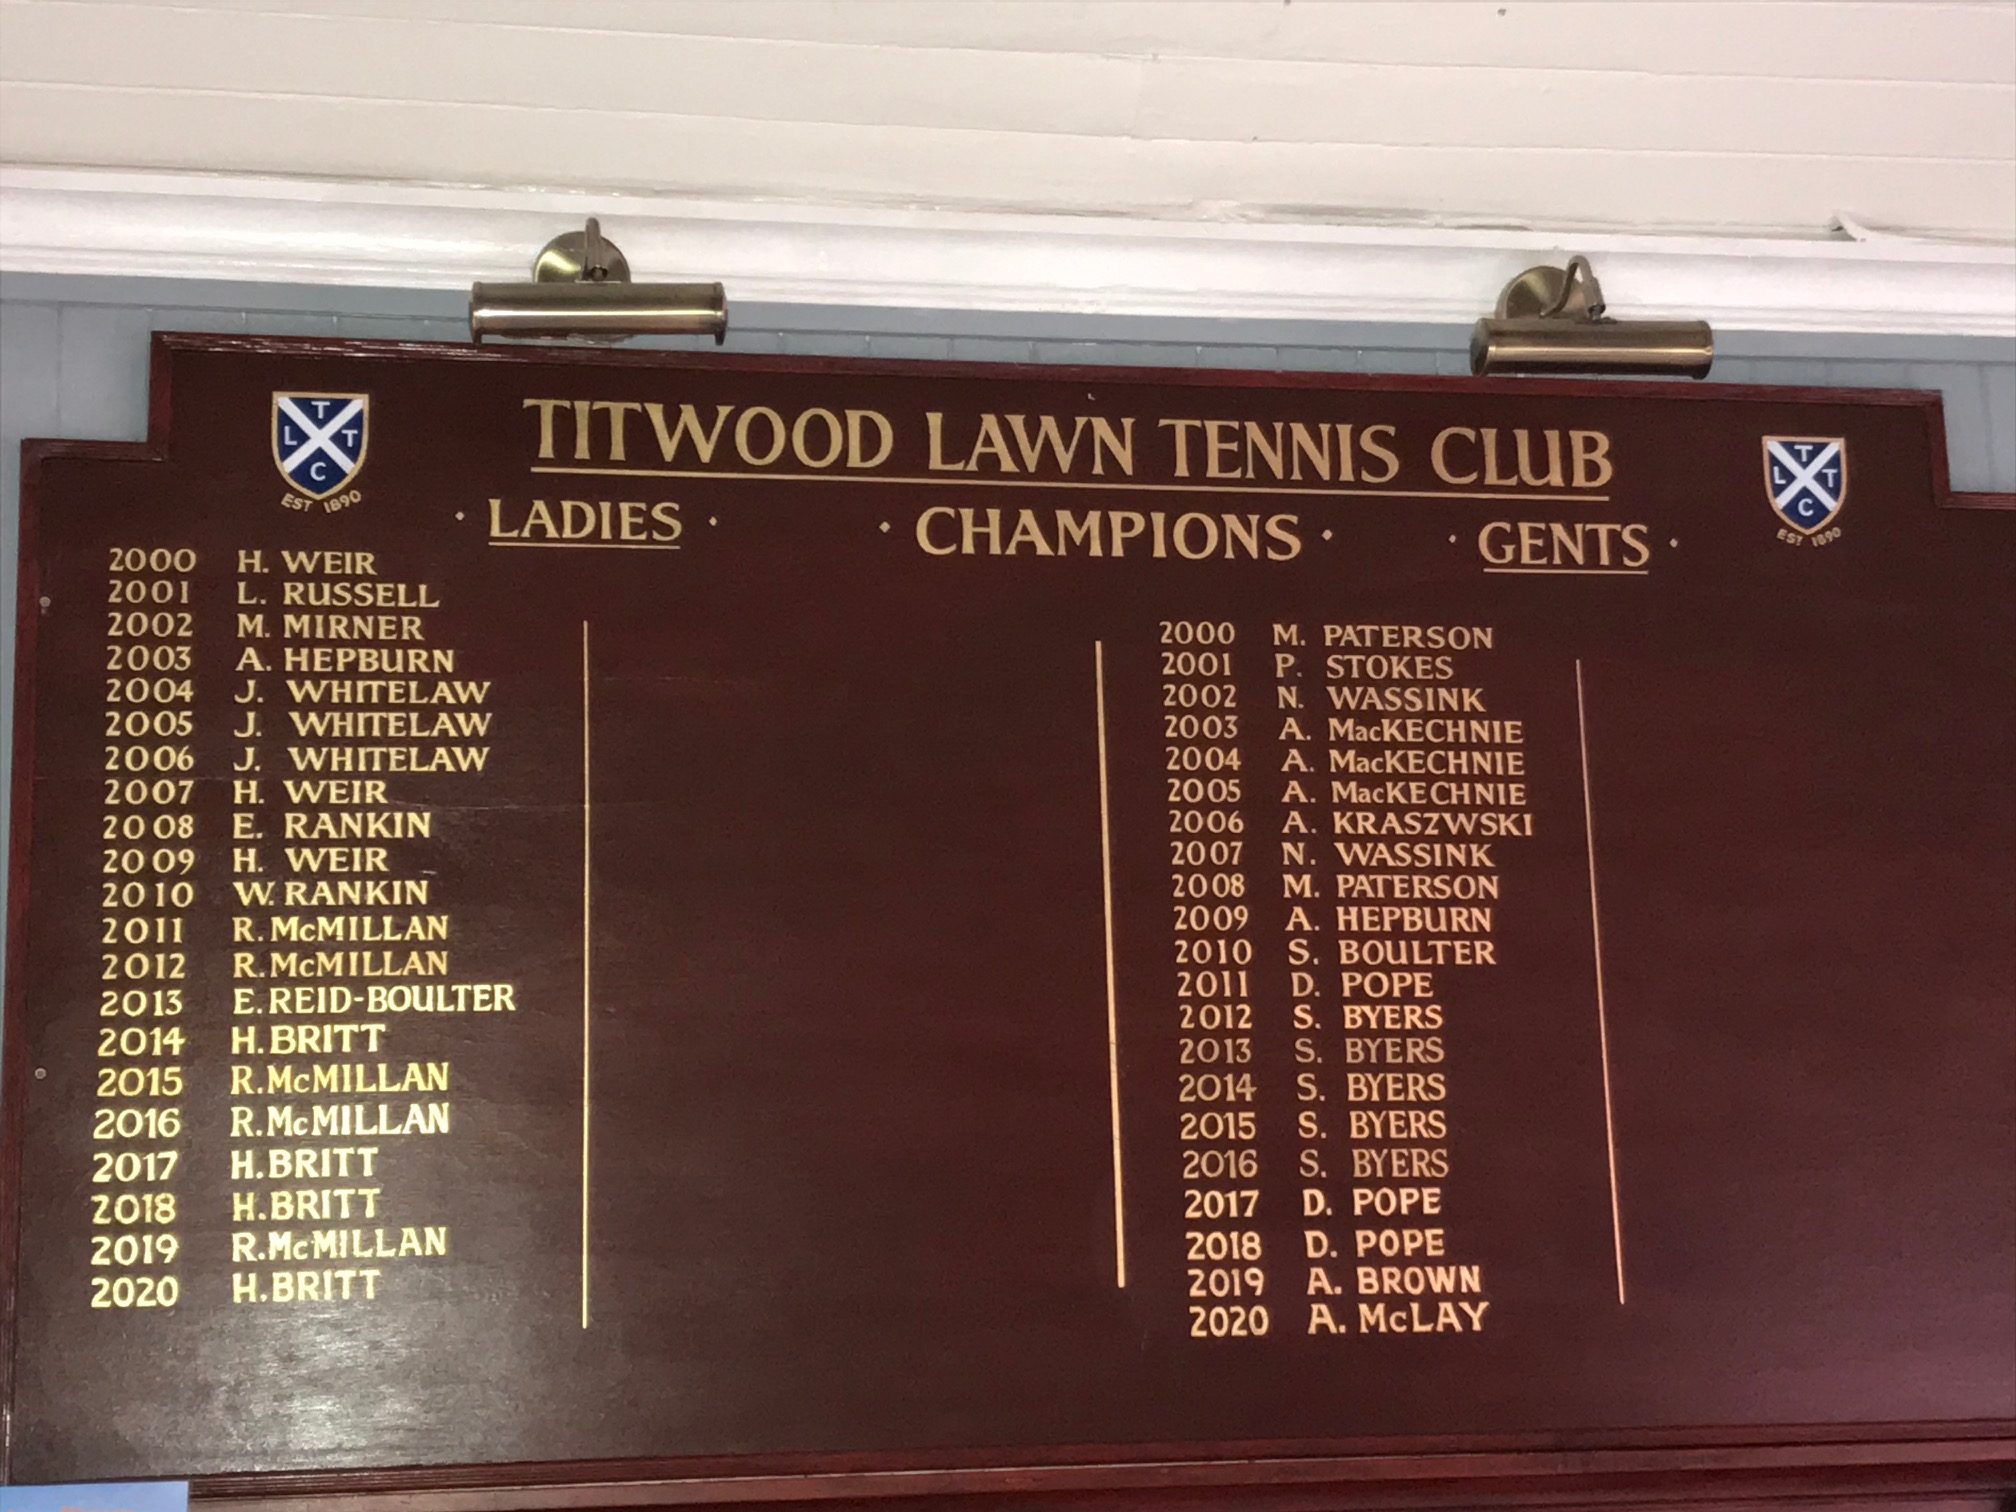 T
L T
C
EST 1890
TITWOOD LAWN TENNIS CLUB
T
L T
C
EST 1890
· LADIES ·
· CHAMPIONS ·
· GENTS ·
2000 H. WEIR
2001 L. RUSSELL
2002 M. MIRNER
2003 A. HEPBURN
2004 J. WHITELAW
2005 J. WHITELAW
2006 J. WHITELAW
2007 H. WEIR
2008 E. RANKIN
2009 H. WEIR
2010 W. RANKIN
2011 R. McMILLAN
2012 R. McMILLAN
2013 E. REID-BOULTER
2014 H. BRITT
2015 R. McMILLAN
2016 R. McMILLAN
2017 H. BRITT
2018 H. BRITT
2019 R. McMILLAN
2020 H. BRITT
2000 M. PATERSON
2001 P. STOKES
2002 N. WASSINK
2003 A. MacKECHNIE
2004 A. MacKECHNIE
2005 A. MacKECHNIE
2006 A. KRASZWSKI
2007 N. WASSINK
2008 M. PATERSON
2009 A. HEPBURN
2010 S. BOULTER
2011 D. POPE
2012 S. BYERS
2013 S. BYERS
2014 S. BYERS
2015 S. BYERS
2016 S. BYERS
2017 D. POPE
2018 D. POPE
2019 A. BROWN
2020 A. McLAY